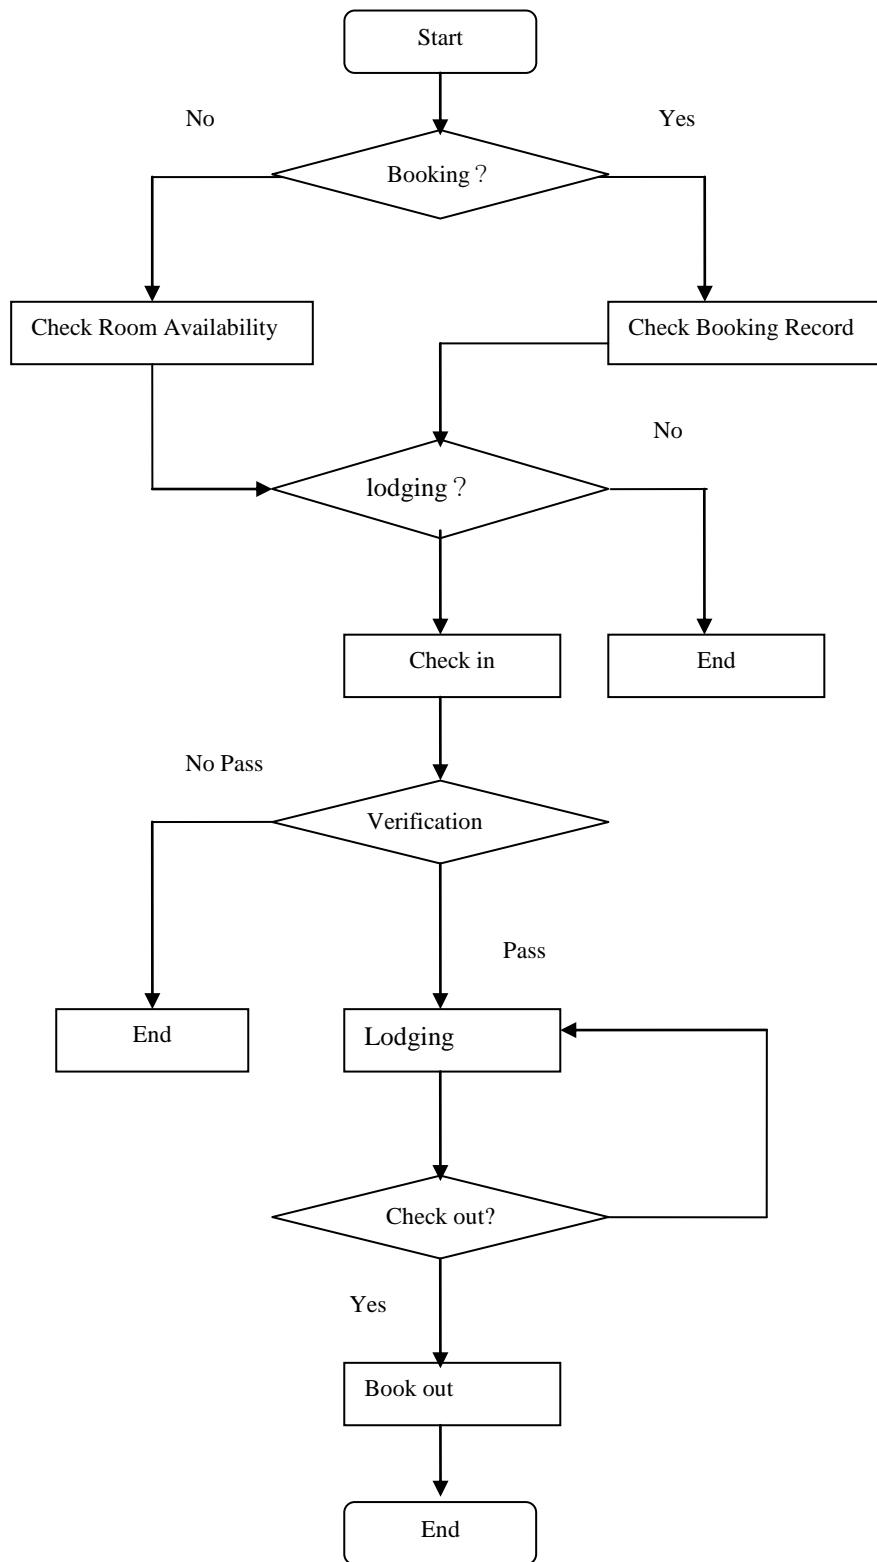 Start
No
Yes
Booking？
Check Room Availability
Check Booking Record
No
lodging？
Check in
End
No Pass
Verification
Pass
End
Lodging
Check out?
Yes
Book out
End